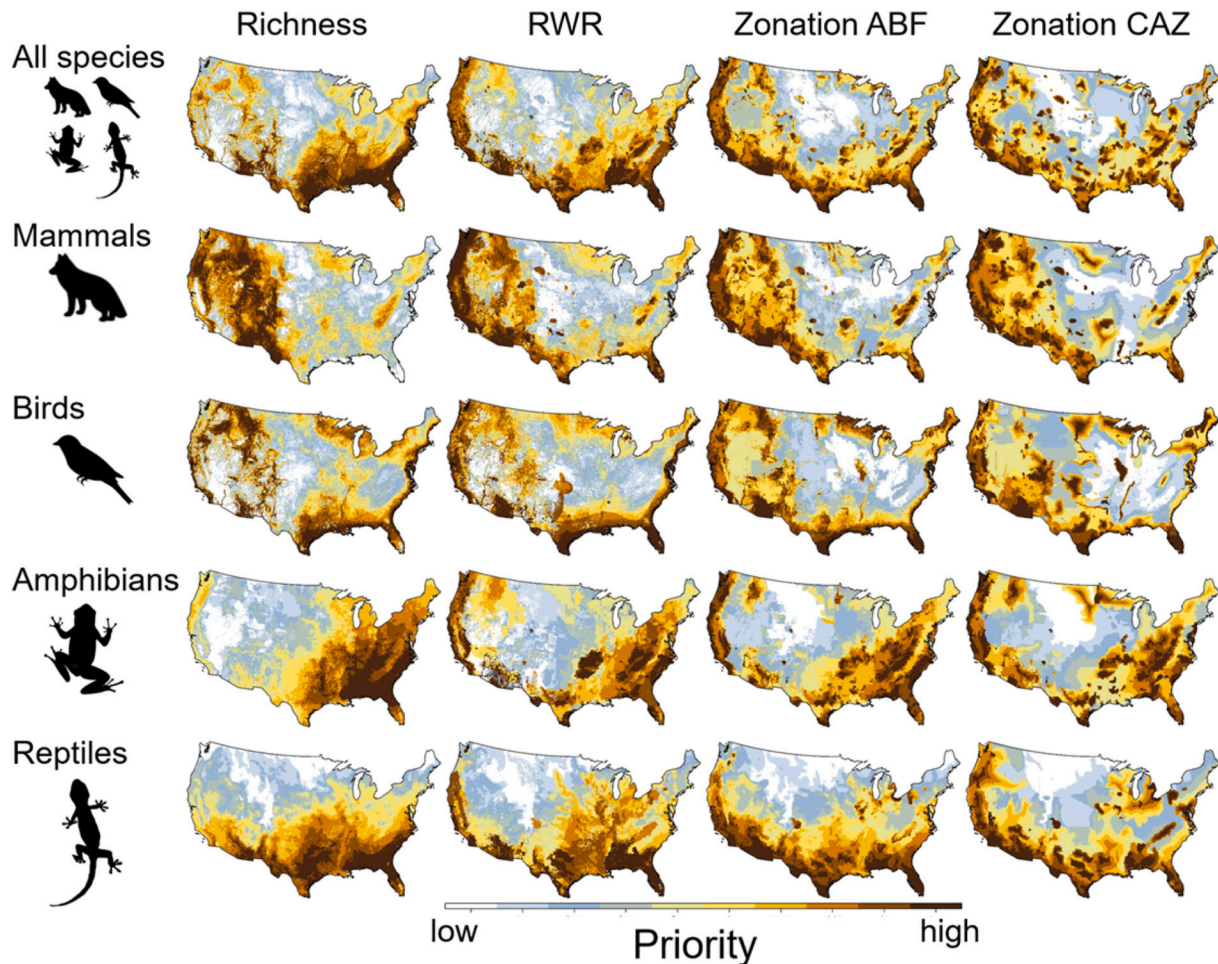 Richness RWR Zonation ABF Zonation CAZ
All species
Mammals
Birds
Amphibians
Reptiles
low high
Priority